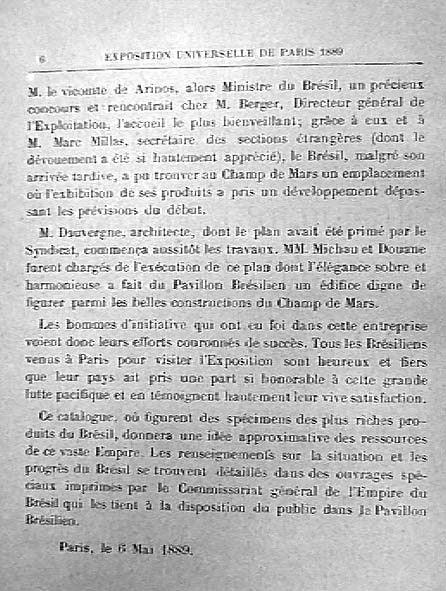 6 EXPOSITION UNIVERSELLE DE PARIS 1889
M. le vicomte de Arinos, alors Ministre du Brésil, un précieux
concours et rencontrait chez M. Berger, Directeur général de
l'Exploitation, l'accueil le plus bienveillant; grâce à eux et à
M. Marc Millas, secrétaire des sections étrangères (dont le
dévouement a été si hautement apprécié), le Brésil, malgré son
arrivée tardive, a pu trouver au Champ de Mars un emplacement
où l'exhibition de ses produits a pris un développement dépas-
sant les prévisions du début.
M. Dauvergne, architecte, dont le plan avait été primé par le
Syndicat, commença aussitôt les travaux. MM. Michau et Douane
furent chargés de l'exécution de ce plan dont l'élégance sobre et
harmonieuse a fait du Pavillon Brésilien un édifice digne de
figurer parmi les belles constructions du Champ de Mars.
Les hommes d'initiative qui ont eu foi dans cette entreprise
voient donc leurs efforts couronnés de succès. Tous les Brésiliens
venus à Paris pour visiter l'Exposition sont heureux et fiers
que leur pays ait pris une part si honorable à cette grande
lutte pacifique et en témoignent hautement leur vive satisfaction.
Ce catalogue, où figurent des spécimens des plus riches pro-
duits du Brésil, donnera une idée approximative des ressources
de ce vaste Empire. Les renseignements sur la situation et les
progrès du Brésil se trouvent détaillés dans des ouvrages spé-
ciaux imprimés par le Commissariat général de l'Empire du
Brésil qui les tient à la disposition du public dans le Pavillon
Brésilien.
Paris, le 6 Mai 1889.